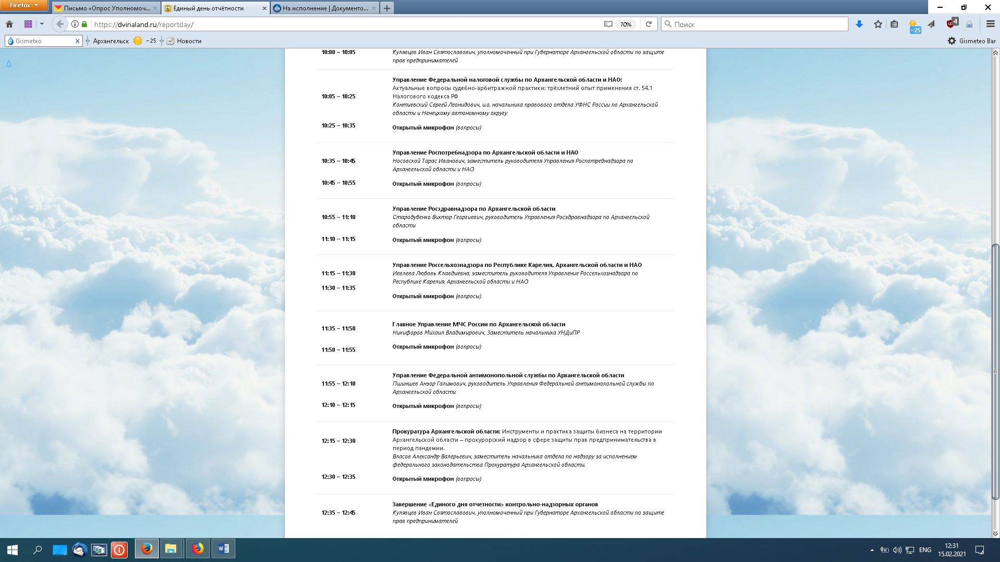 Firefox
Письмо «Опрос Уполномоч...
Единый день отчётности
На исполнение | Документо...
https://dvinaland.ru/reportday/
70%
Поиск
-25
4
Gismeteo
Архангельск
-25
Новости
Gismeteo Bar
10:00 – 10:05
Кулявцев Иван Святославович, уполномоченный при Губернаторе Архангельской области по защите
прав предпринимателей
Управление Федеральной налоговой службы по Архангельской области и НАО:
Актуальные вопросы судебно-арбитражной практики: трёхлетний опыт применения ст. 54.1
10:05 – 10:25
Налогового кодекса РФ
Контиевский Сергей Леонидович, и.о. начальника правового отдела УФНС России по Архангельской
области и Ненецкому автономному округу
10:25 – 10:35
Открытый микрофон (вопросы)
Управление Роспотребнадзора по Архангельской области и НАО
10:35 – 10:45
Носовской Тарас Иванович, заместитель руководителя Управления Роспотребнадзора по
Архангельской области и НАО
10:45 – 10:55
Открытый микрофон (вопросы)
Управление Росздравнадзора по Архангельской области
10:55 – 11:10
Стародубенко Виктор Георгиевич, руководитель Управления Росздравнадзора по Архангельской
области
11:10 – 11:15
Открытый микрофон (вопросы)
Управление Россельхознадзора по Республике Карелия, Архангельской области и НАО
11:15 – 11:30
Иевлева Любовь Клавдиевна, заместитель руководителя Управление Россельхознадзора по
Республике Карелия, Архангельской области и НАО
11:30 – 11:35
Открытый микрофон (вопросы)
Главное Управление МЧС России по Архангельской области
11:35 – 11:50
Никифоров Михаил Владимирович, Заместитель начальника УНДиПР
11:50 – 11:55
Открытый микрофон (вопросы)
Управление Федеральной антимонопольной службы по Архангельской области
11:55 – 12:10
Пшиншев Анзор Галимович, руководитель Управления Федеральной антимонопольной службы по
Архангельской области
12:10 – 12:15
Открытый микрофон (вопросы)
Прокуратура Архангельской области: Инструменты и практика защиты бизнеса на территории
12:15 – 12:30
Архангельской области – прокурорский надзор в сфере защиты прав предпринимательства в
период пандемии.
Власов Александр Валерьевич, заместитель начальника отдела по надзору за исполнением
федерального законодательства Прокуратура Архангельской области.
12:30 – 12:35
Открытый микрофон (вопросы)
Завершение «Единого дня отчетности» контрольно-надзорных органов
12:35 – 12:45
Кулявцев Иван Святославович, уполномоченный при Губернаторе Архангельской области по защите
прав предпринимателей
ENG
12:31
15.02.2021